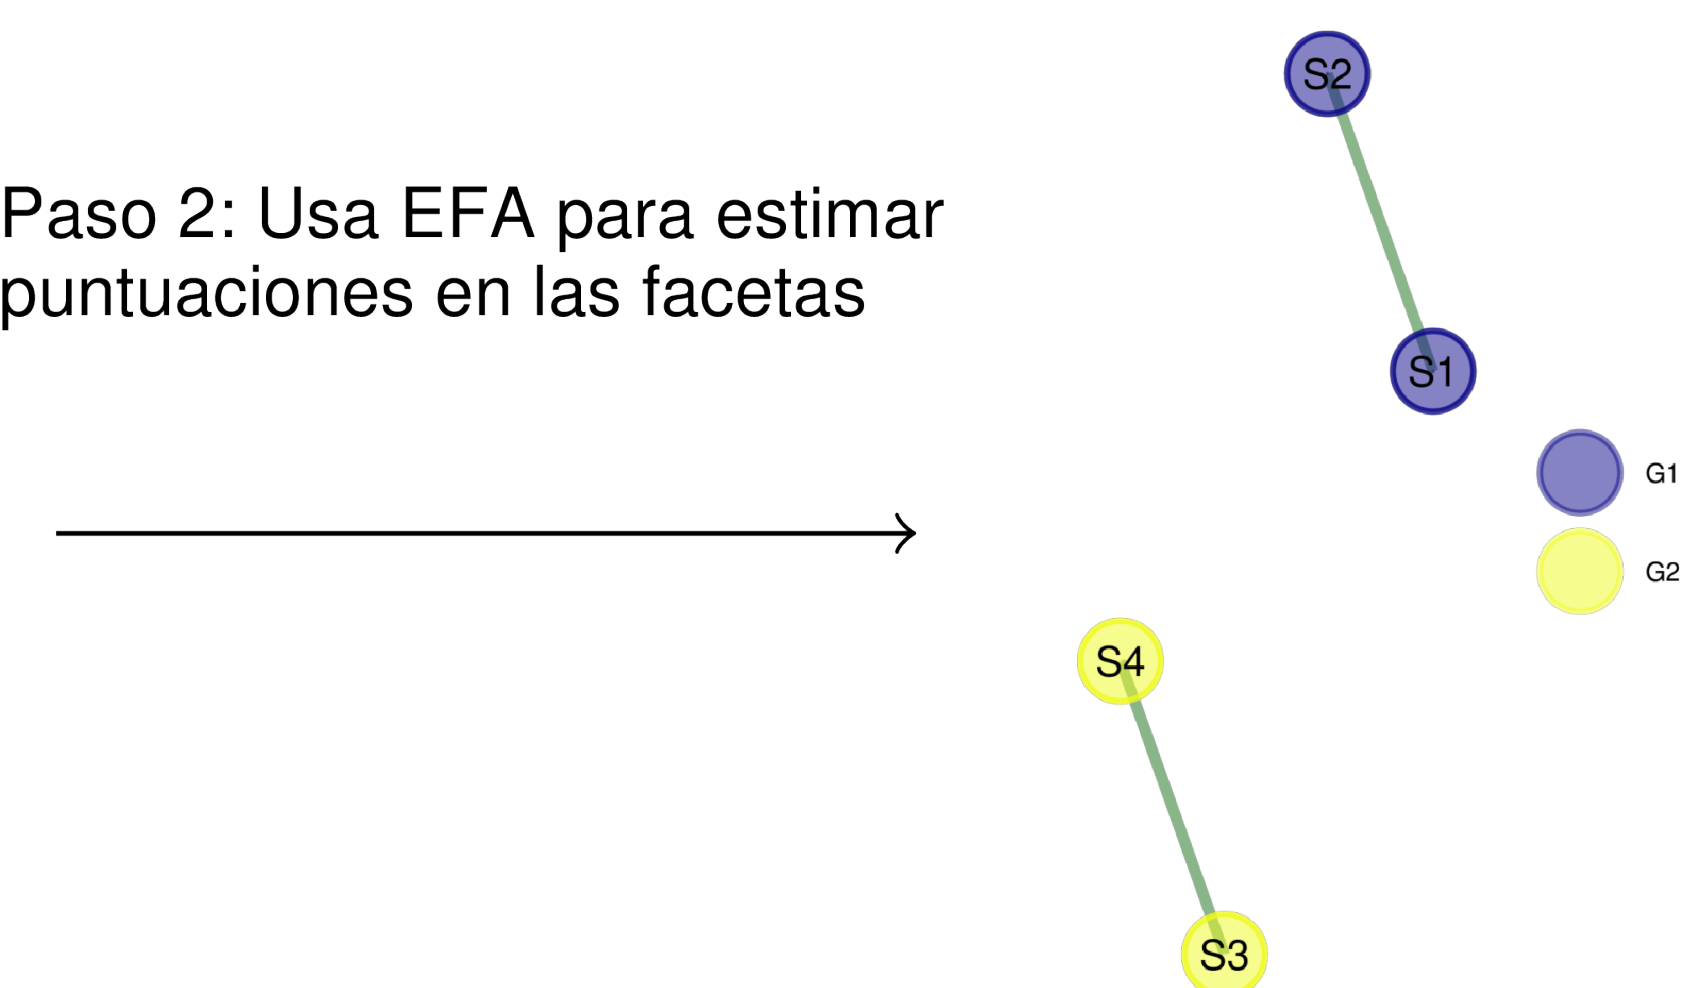 S2
Paso 2: Usa EFA para estimar
puntuaciones en las facetas
S1
G1
G2
S4
S3